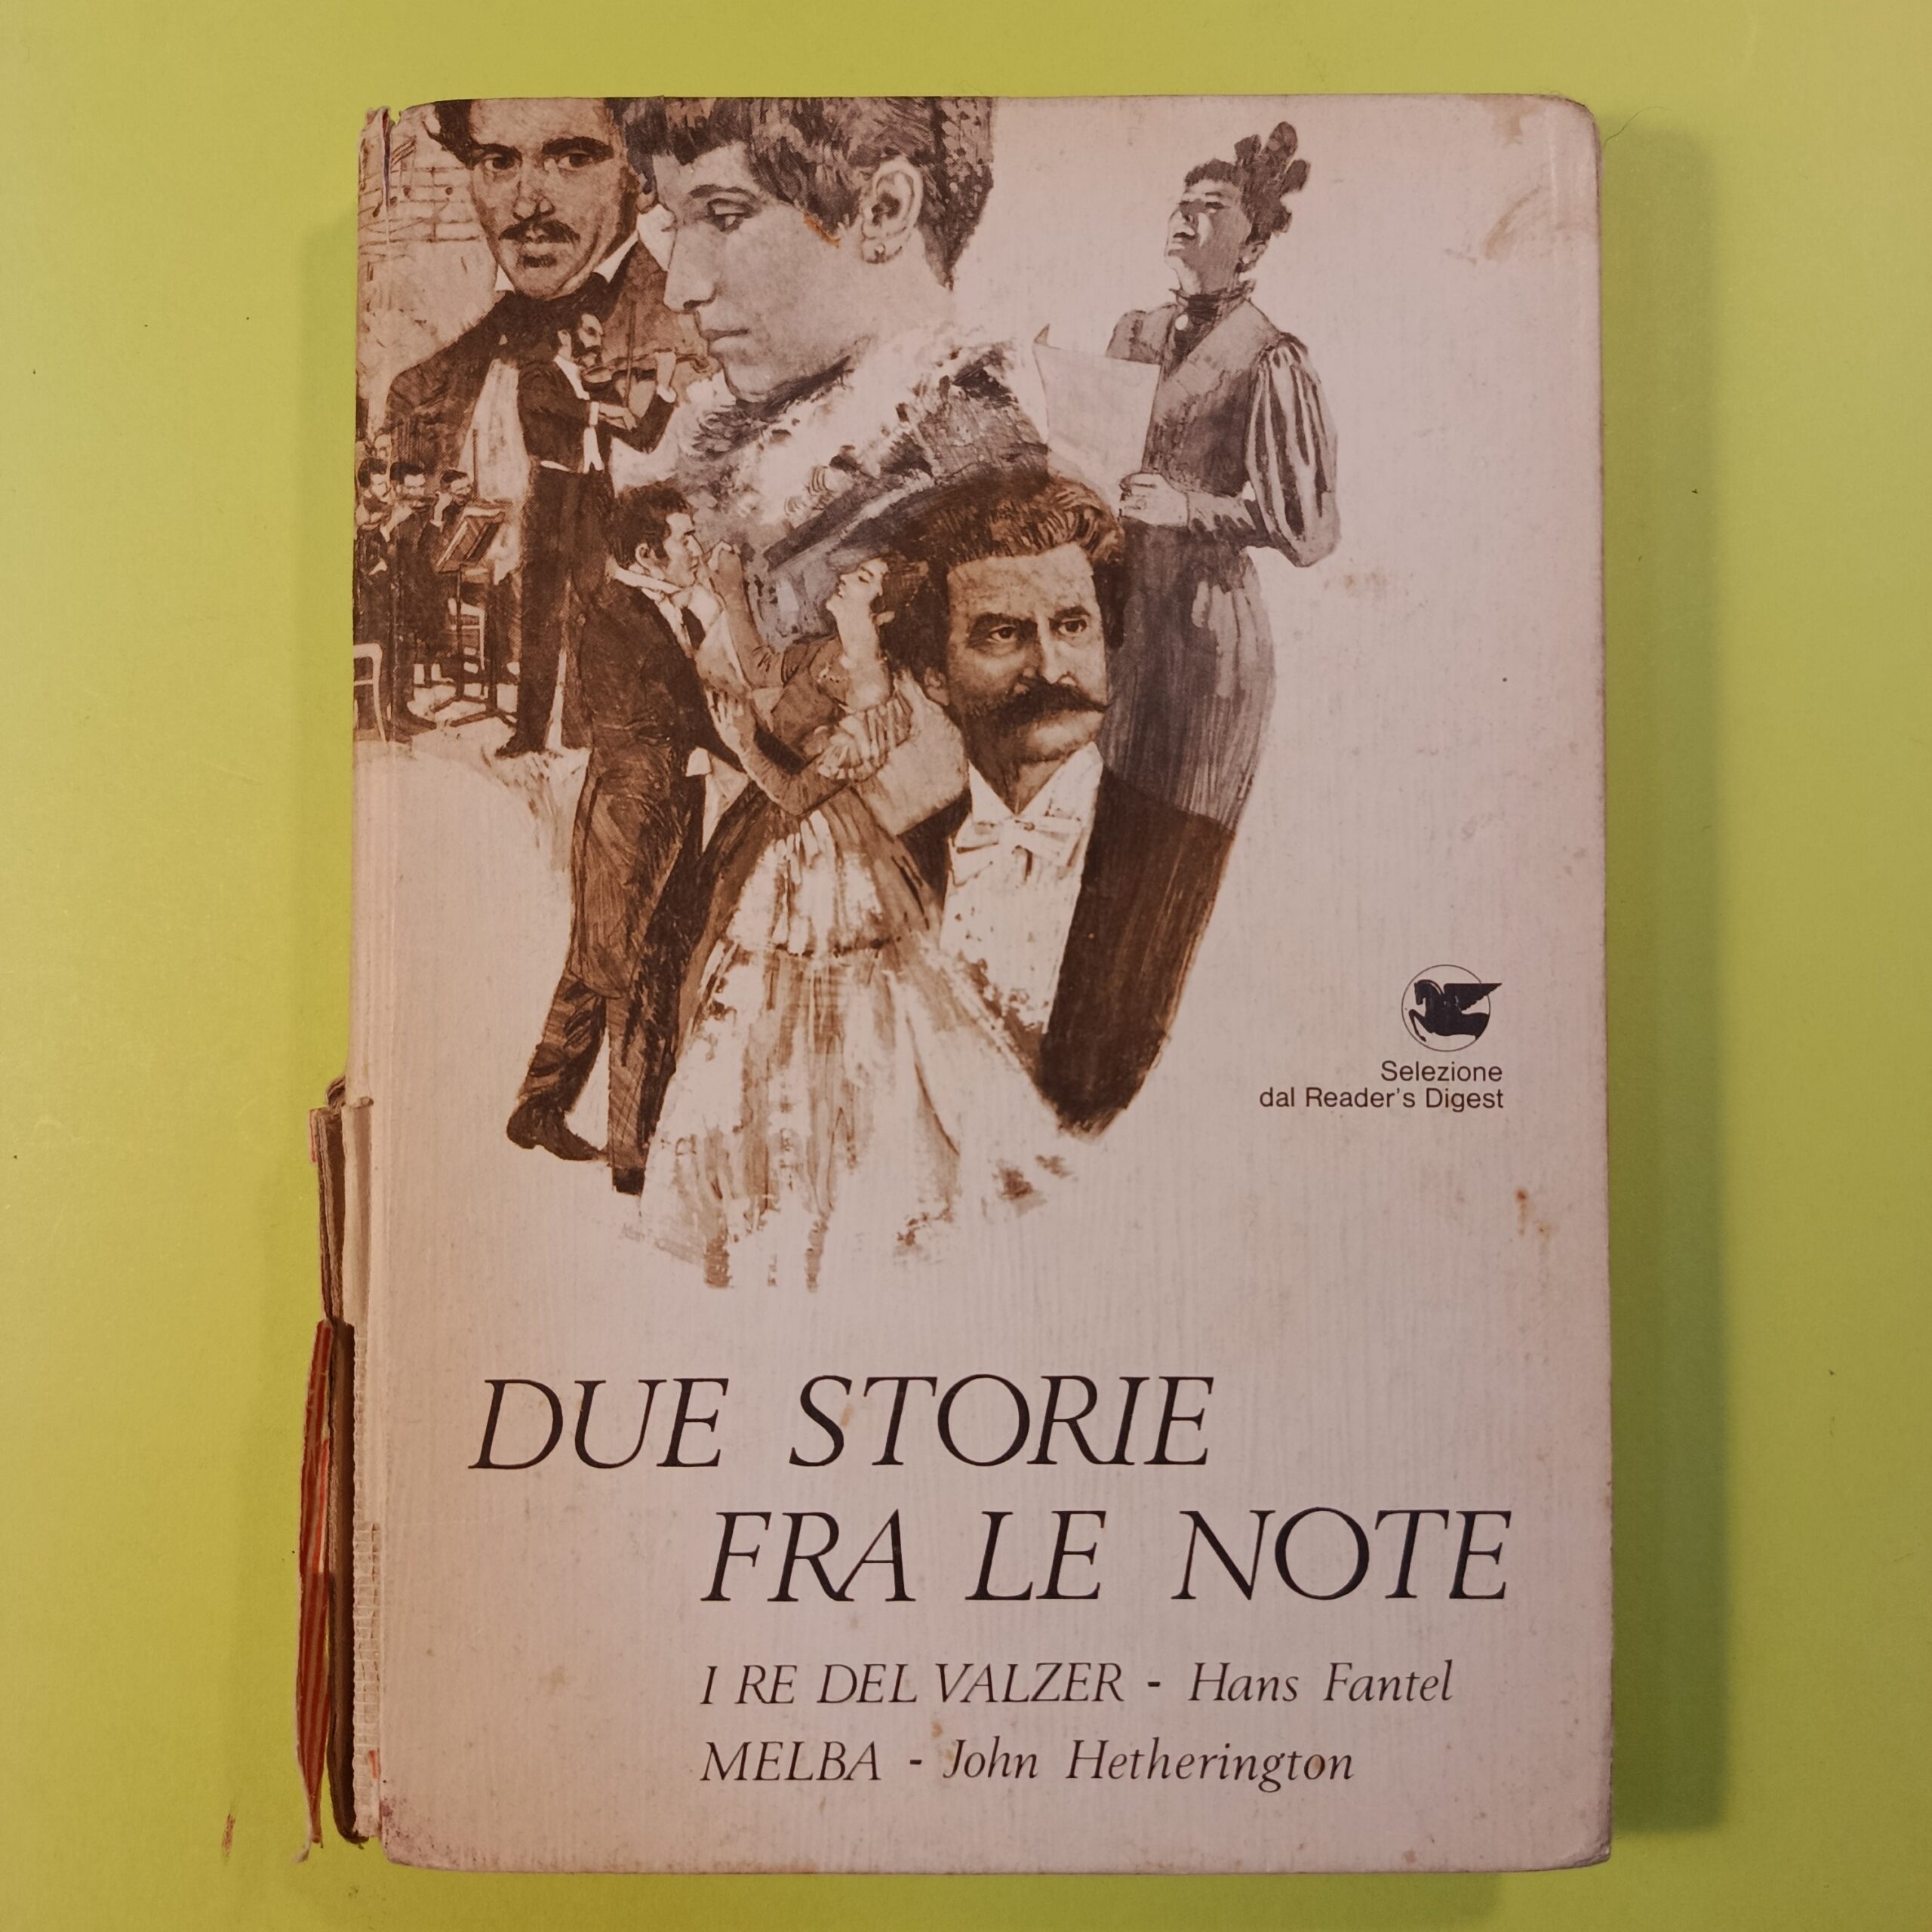 Selezione
dal Reader's Digest
DUE STORIE
FRA LE NOTE
I RE DEL VALZER - Hans Fantel
MELBA - John Hetherington